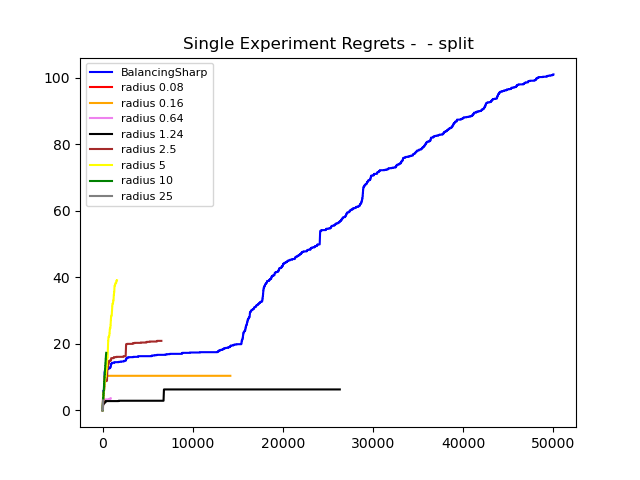 Single Experiment Regrets -  - split
BalancingSharp
radius 0.08
radius 0.16
radius 0.64
radius 1.24
radius 2.5
radius 5
radius 10
radius 25
100
80
60
40
20
0
0 10000 20000 30000 40000 50000